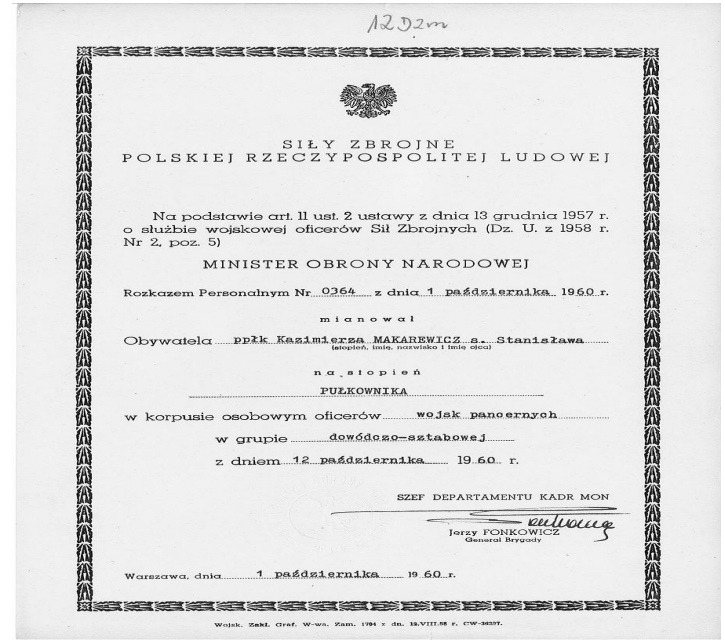 12 Dzm
SIŁY ZBROJNE
POLSKIEJ RZECZYPOSPOLITEJ LUDOWEJ
Na podstawie art. 11 ust. 2 ustawy z dnia 13 grudnia 1957 r.
o służbie wojskowej oficerów Sił Zbrojnych (Dz. U. z 1958 r.
Nr 2, poz. 5)
MINISTER OBRONY NARODOWEJ
Rozkazem Personalnym Nr 0364 z dnia 1 października 1960 r.
mianował
Obywatela ppłk Kazimierza MAKAREWICZ s. Stanisława
(stopień, imię, nazwisko i imię ojca)
na stopień
PUŁKOWNIKA
w korpusie osobowym oficerów wojsk pancernych
w grupie dowódczo-sztabowej
z dniem 12 października 1960 r.
SZEF DEPARTAMENTU KADR MON
Jerzy FONKOWICZ
Generał Brygady
Warszawa, dnia 1 października 1960 r.
Wojsk. Zakł. Graf. W-wa. Zam. 1704 z dn. 12.VIII.58 r. CW-36297.